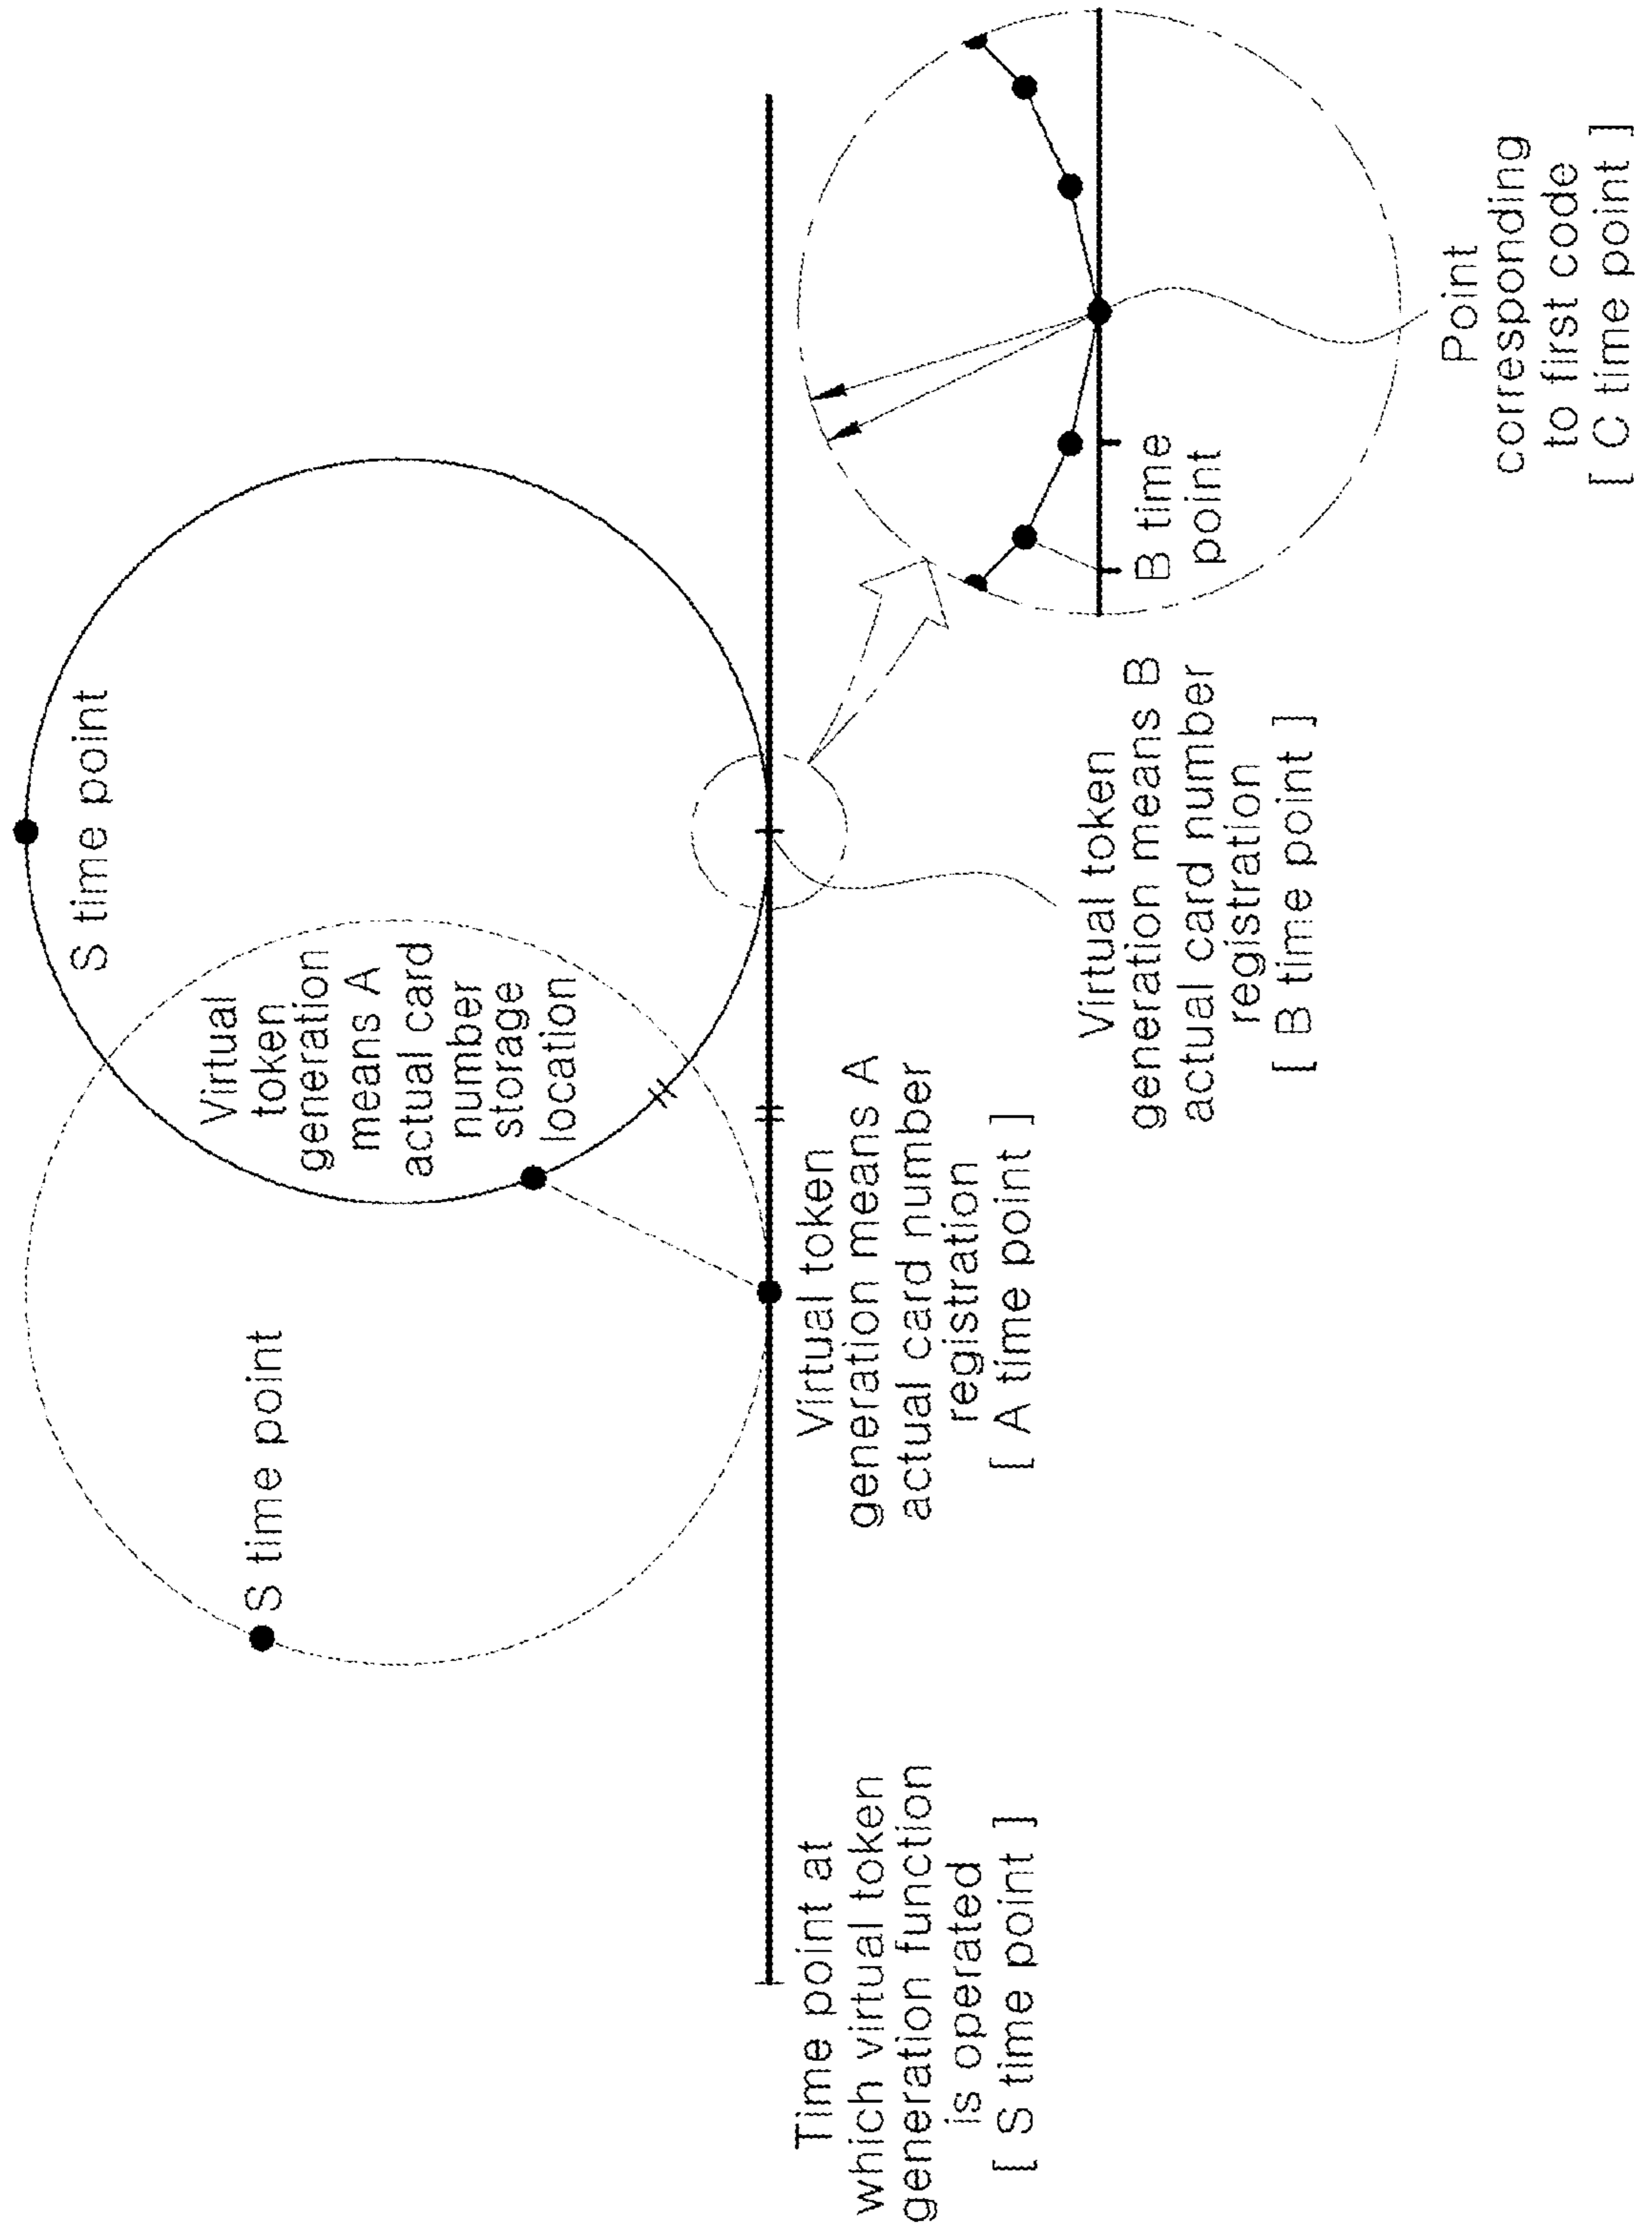 S time point
S time point
Virtual
token
generation
means A
actual card
number
storage
location
Time point at
which virtual token
generation function
is operated
[ S time point ]
Virtual token
generation means A
actual card number
registration
[ A time point ]
Virtual token
generation means B
actual card number
registration
[ B time point ]
B time
point
Point
corresponding
to first code
[ C time point ]